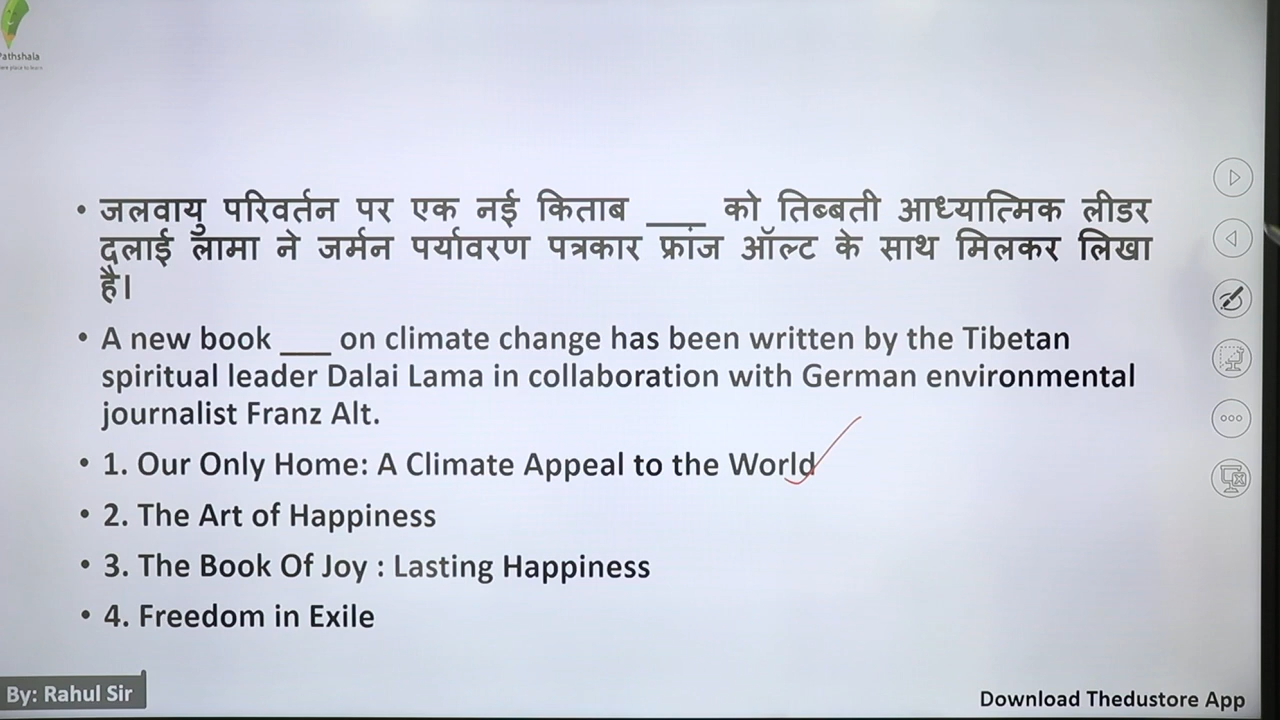 Pathshala
जलवायु परिवर्तन पर एक नई किताब ___ को तिब्बती आध्यात्मिक लीडर
दलाई लामा ने जर्मन पर्यावरण पत्रकार फ्रांज ऑल्ट के साथ मिलकर लिखा
है।
A new book ___ on climate change has been written by the Tibetan
spiritual leader Dalai Lama in collaboration with German environmental
journalist Franz Alt.
1. Our Only Home: A Climate Appeal to the World
2. The Art of Happiness
3. The Book Of Joy : Lasting Happiness
4. Freedom in Exile
By: Rahul Sir
Download Thedustore App